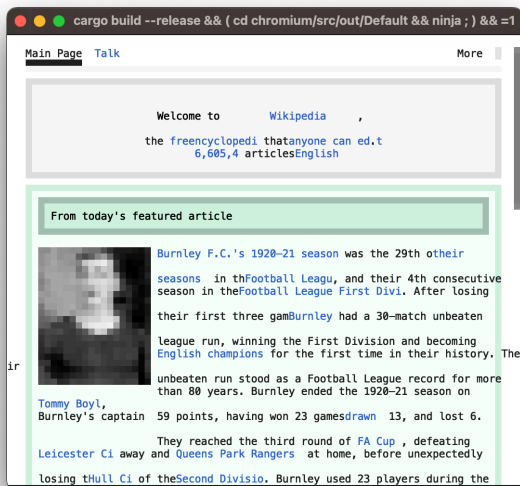 cargo build --release && ( cd chromium/src/out/Default && ninja ; ) && =1
Main Page Talk More
Welcome to Wikipedia ,
the freencyclopedi thatanyone can ed.t
6,605,4 articlesEnglish
From today's featured article
Burnley F.C.'s 1920–21 season was the 29th otheir
seasons in thFootball Leagu, and their 4th consecutive
season in theFootball League First Divi. After losing
their first three gamBurnley had a 30–match unbeaten
league run, winning the First Division and becoming
English champions for the first time in their history. The
ir
unbeaten run stood as a Football League record for more
than 80 years. Burnley ended the 1920–21 season on
Tommy Boyl,
Burnley's captain 59 points, having won 23 gamesdrawn 13, and lost 6.
They reached the third round of FA Cup , defeating
Leicester Ci away and Queens Park Rangers at home, before unexpectedly
losing tHull Ci of theSecond Divisio. Burnley used 23 players during the